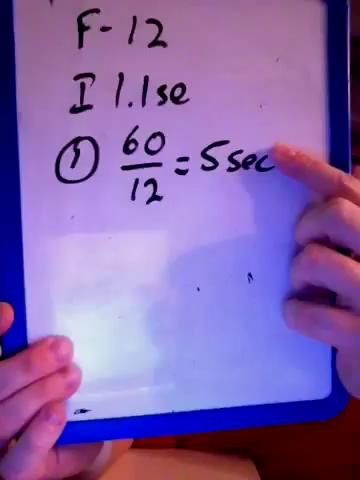 F-12
I 1.1se
① 60/12 = 5sec